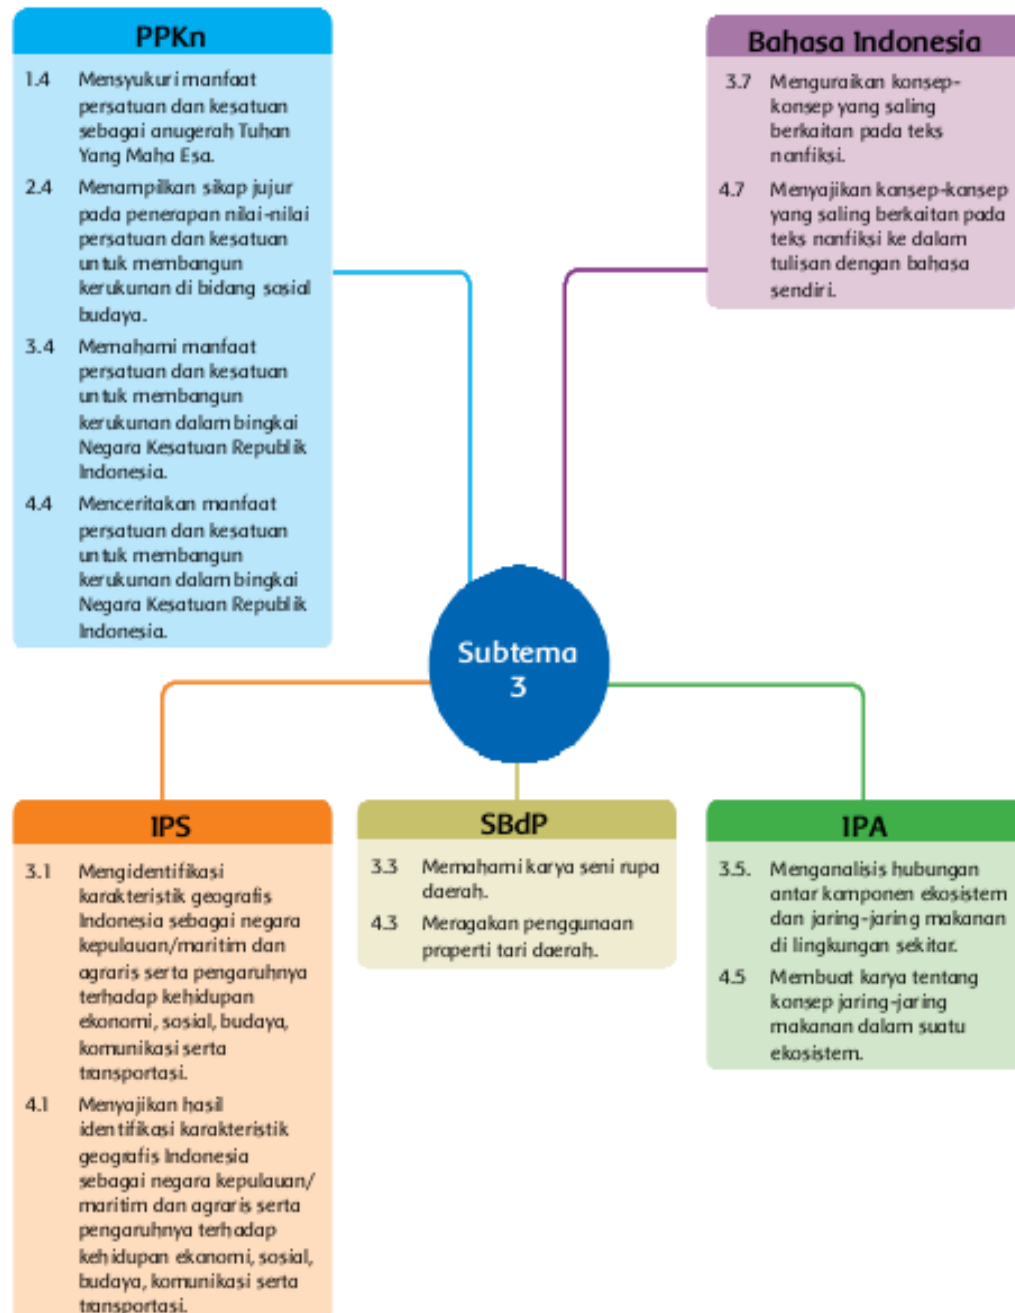 PPKn
1.4 Mensyukuri manfaat
persatuan dan kesatuan
sebagai anugerah Tuhan
Yang Maha Esa.
2.4 Menampilkan sikap jujur
pada penerapan nilai-nilai
persatuan dan kesatuan
untuk membangun
kerukunan di bidang sosial
budaya.
3.4 Memahami manfaat
persatuan dan kesatuan
untuk membangun
kerukunan dalam bingkai
Negara Kesatuan Republik
Indonesia.
4.4 Menceritakan manfaat
persatuan dan kesatuan
untuk membangun
kerukunan dalam bingkai
Negara Kesatuan Republik
Indonesia.
Bahasa Indonesia
3.7 Menguraikan konsep-
konsep yang saling
berkaitan pada teks
nonfiksi.
4.7 Menyajikan konsep-konsep
yang saling berkaitan pada
teks nonfiksi ke dalam
tulisan dengan bahasa
sendiri.
Subtema
3
IPS
3.1 Mengidentifikasi
karakteristik geografis
Indonesia sebagai negara
kepulauan/maritim dan
agraris serta pengaruhnya
terhadap kehidupan
ekonomi, sosial, budaya,
komunikasi serta
transportasi.
4.1 Menyajikan hasil
identifikasi karakteristik
geografis Indonesia
sebagai negara kepulauan/
maritim dan agraris serta
pengaruhnya terhadap
kehidupan ekonomi, sosial,
budaya, komunikasi serta
transportasi.
SBdP
3.3 Memahami karya seni rupa
daerah.
4.3 Meragakan penggunaan
properti tari daerah.
IPA
3.5. Menganalisis hubungan
antar komponen ekosistem
dan jaring-jaring makanan
di lingkungan sekitar.
4.5 Membuat karya tentang
konsep jaring-jaring
makanan dalam suatu
ekosistem.